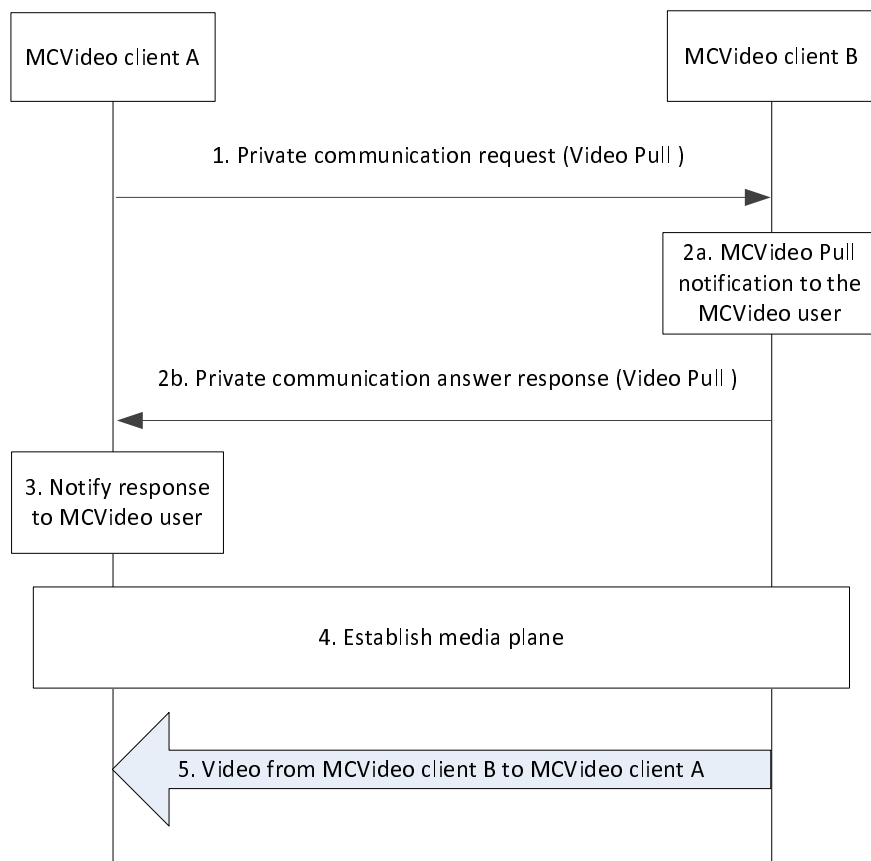 MCVideo client A
MCVideo client B
1. Private communication request (Video Pull )
2a. MCVideo Pull
notification to the
MCVideo user
2b. Private communication answer response (Video Pull )
3. Notify response
to MCVideo user
4. Establish media plane
5. Video from MCVideo client B to MCVideo client A